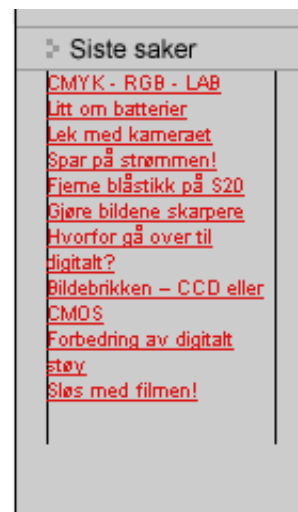 Siste saker
CMYK - RGB - LAB
Litt om batterier
Lek med kameraet
Spar på strømmen!
Fjerne blåstikk på S20
Gjøre bildene skarpere
Hvorfor gå over til
digitalt?
Bildebrikken – CCD eller
CMOS
Forbedring av digitalt
støy
Sløs med filmen!